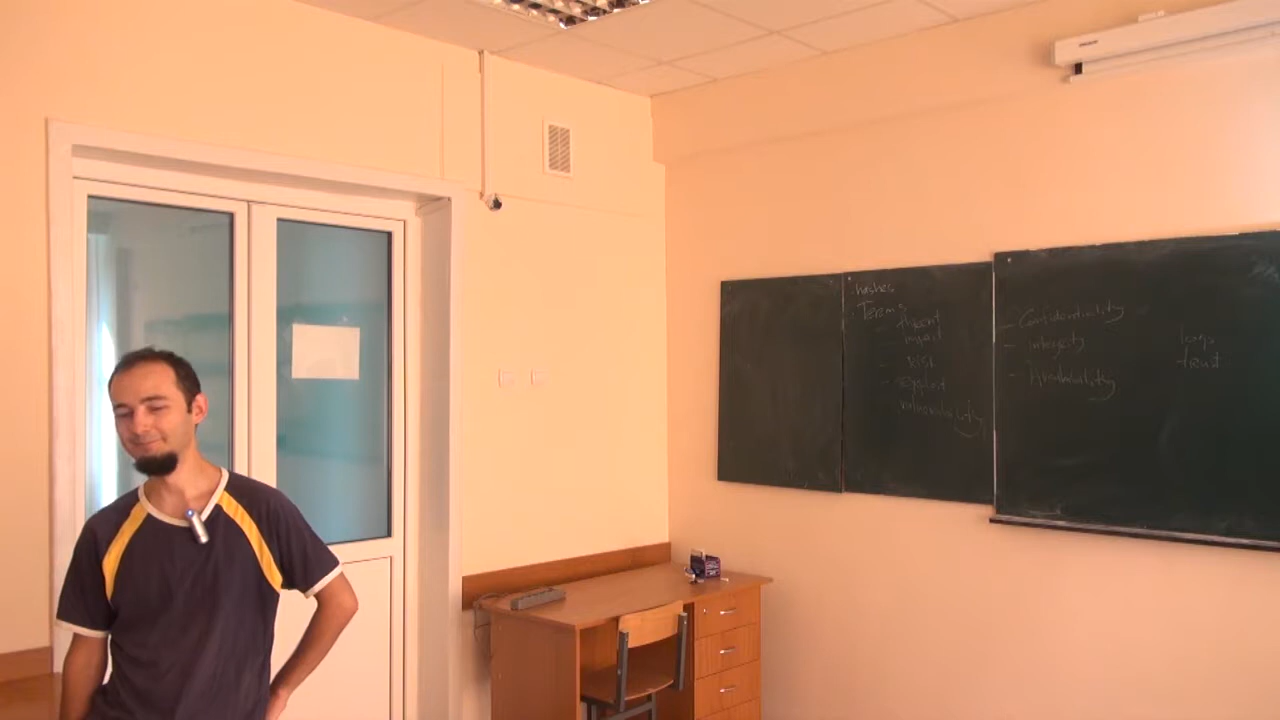 . hashes
. Terms
- threat
impact
- risk
- exploit
vulnerability
- Confidentiality
- Integrity
- Availability
logs
trust